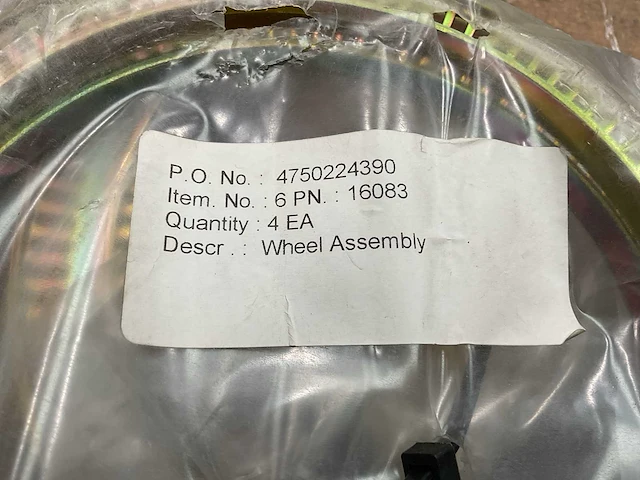 P.O. No. : 4750224390
Item. No. : 6 PN. : 16083
Quantity : 4 EA
Descr . : Wheel Assembly